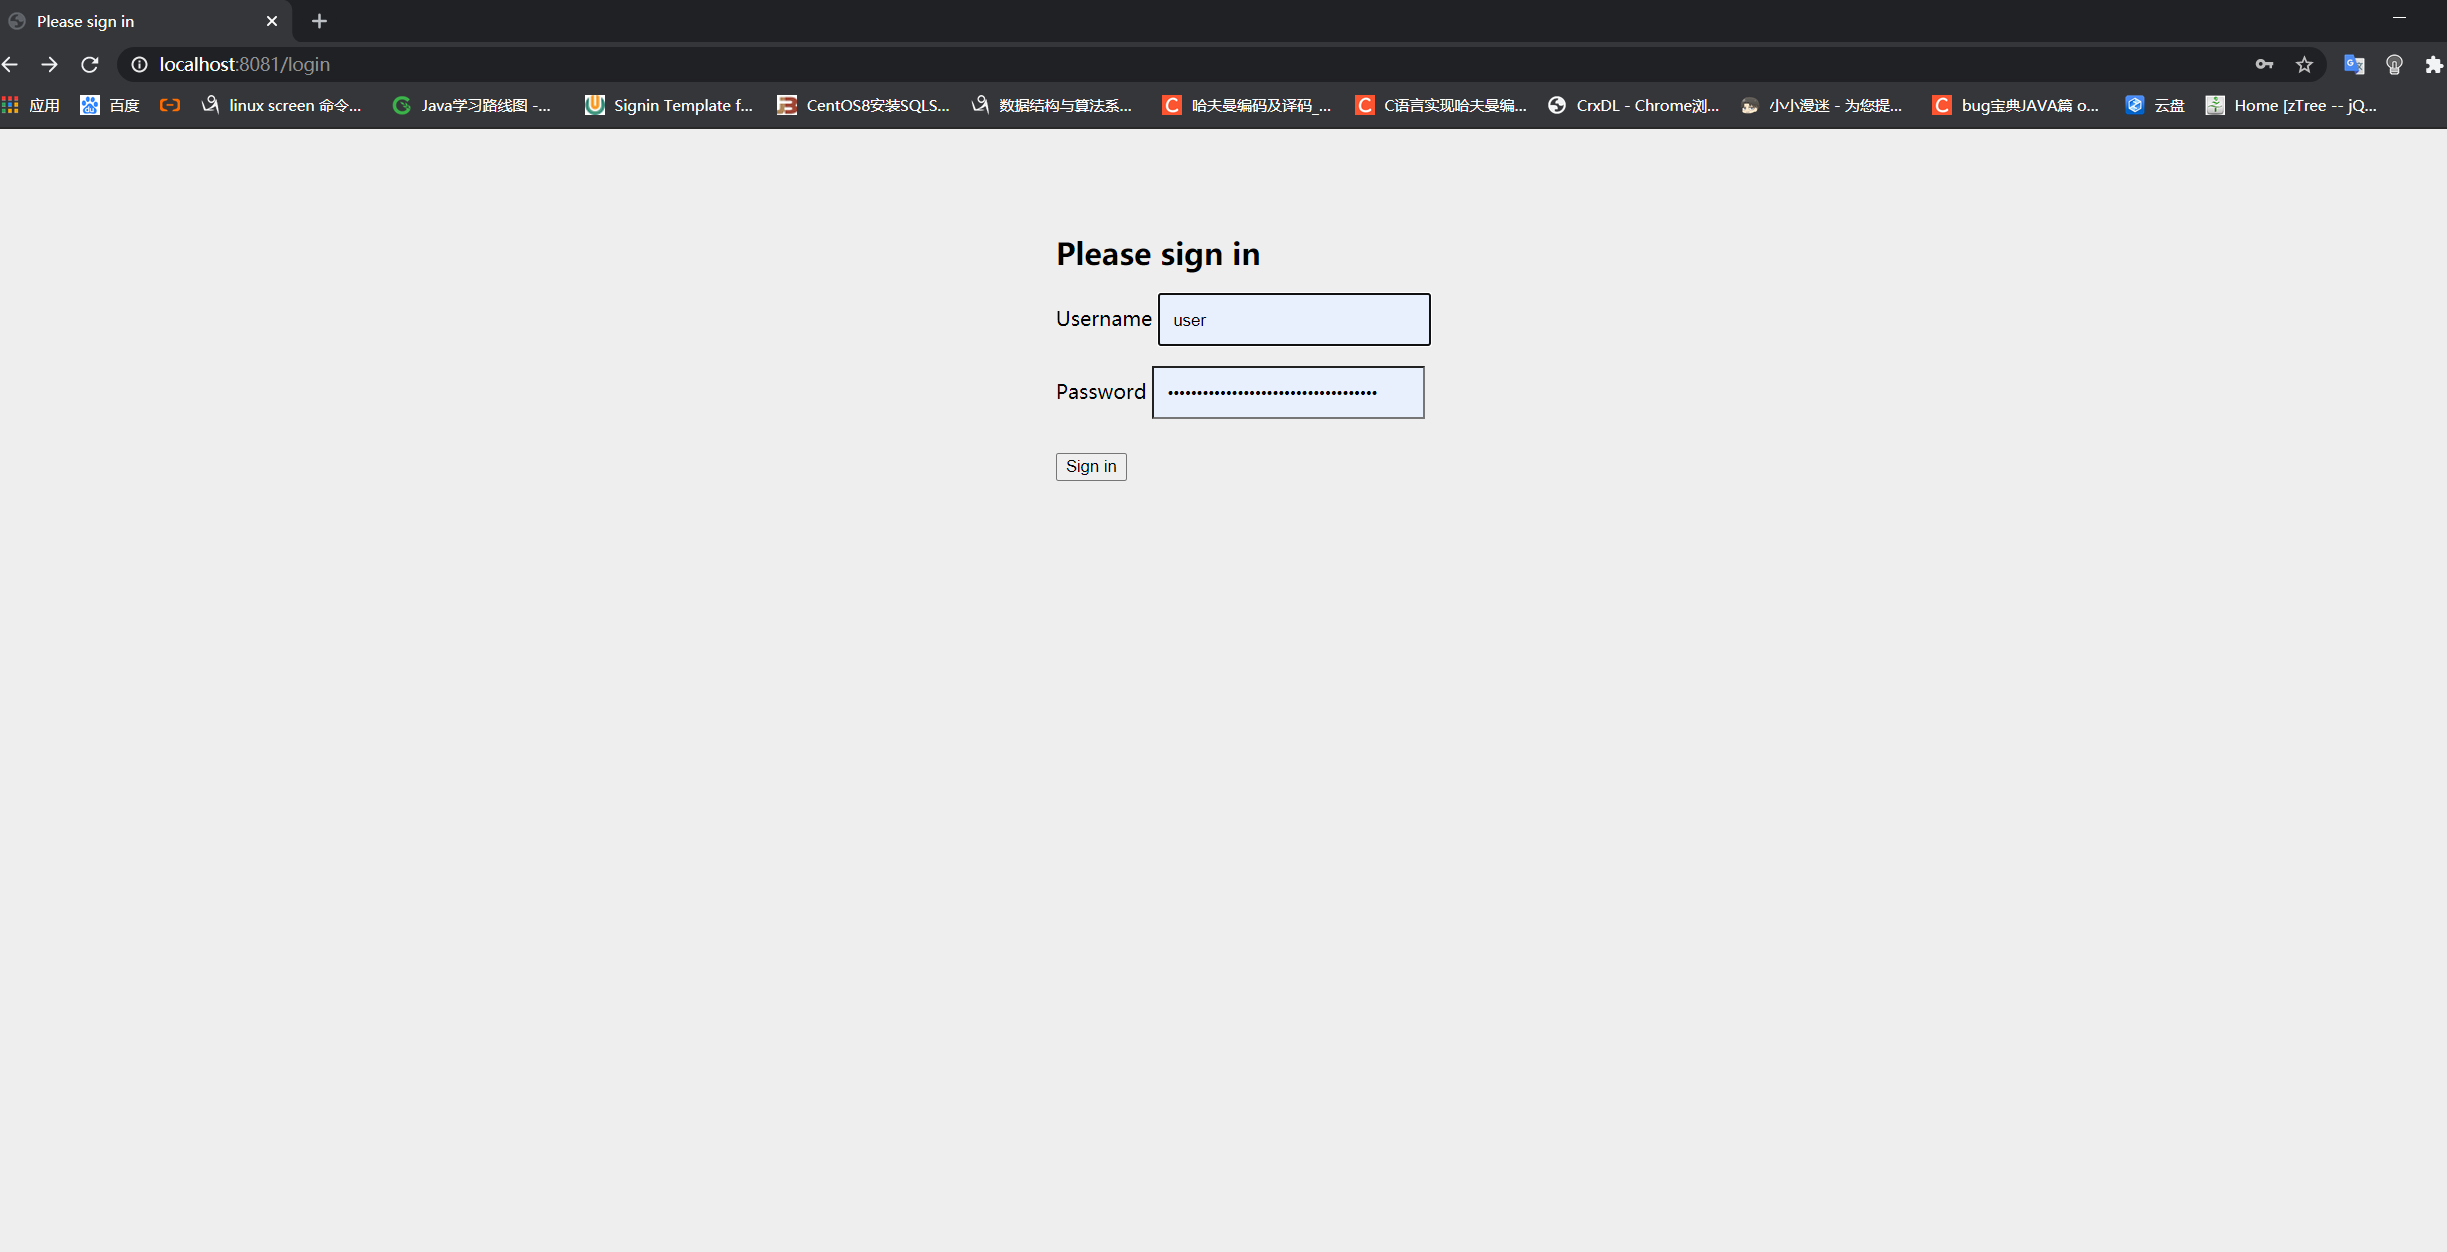 Please sign in
localhost:8081/login
应用 百度 linux screen 命令... Java学习路线图 -... Signin Template f... CentOS8安装SQLS... 数据结构与算法系... 哈夫曼编码及译码_... C语言实现哈夫曼编... CrxDL - Chrome浏... 小小漫迷 - 为您提... bug宝典JAVA篇 o... 云盘 Home [zTree -- jQ...
Please sign in
Username user
Password ••••••••••••••••••••••••••••••••••••
Sign in